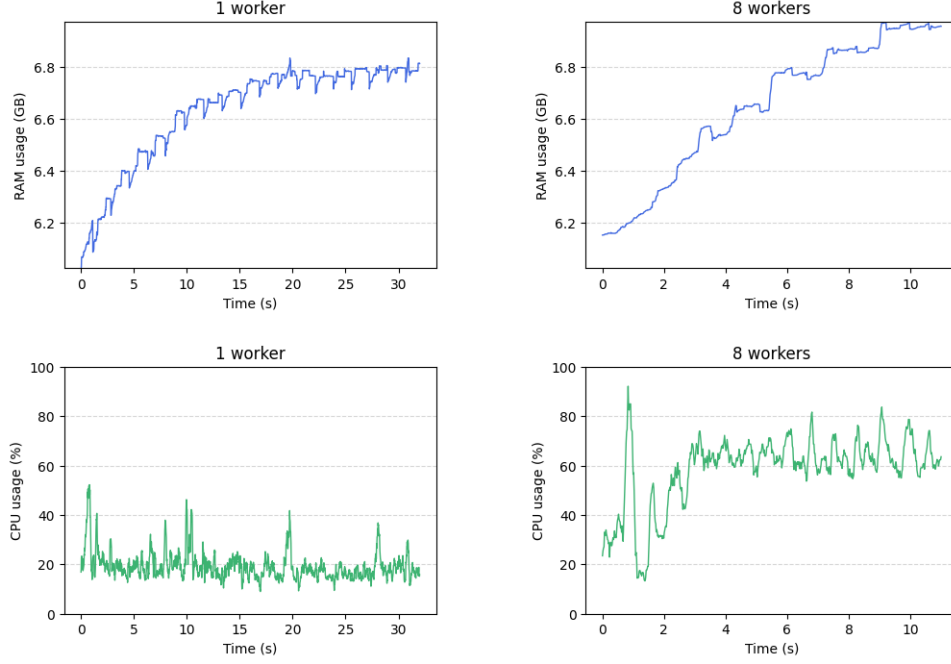 1 worker
RAM usage (GB)
6.8
6.6
6.4
6.2
0 5 10 15 20 25 30
Time (s)
8 workers
RAM usage (GB)
6.8
6.6
6.4
6.2
0 2 4 6 8 10
Time (s)
1 worker
CPU usage (%)
100
80
60
40
20
0
0 5 10 15 20 25 30
Time (s)
8 workers
CPU usage (%)
100
80
60
40
20
0
0 2 4 6 8 10
Time (s)